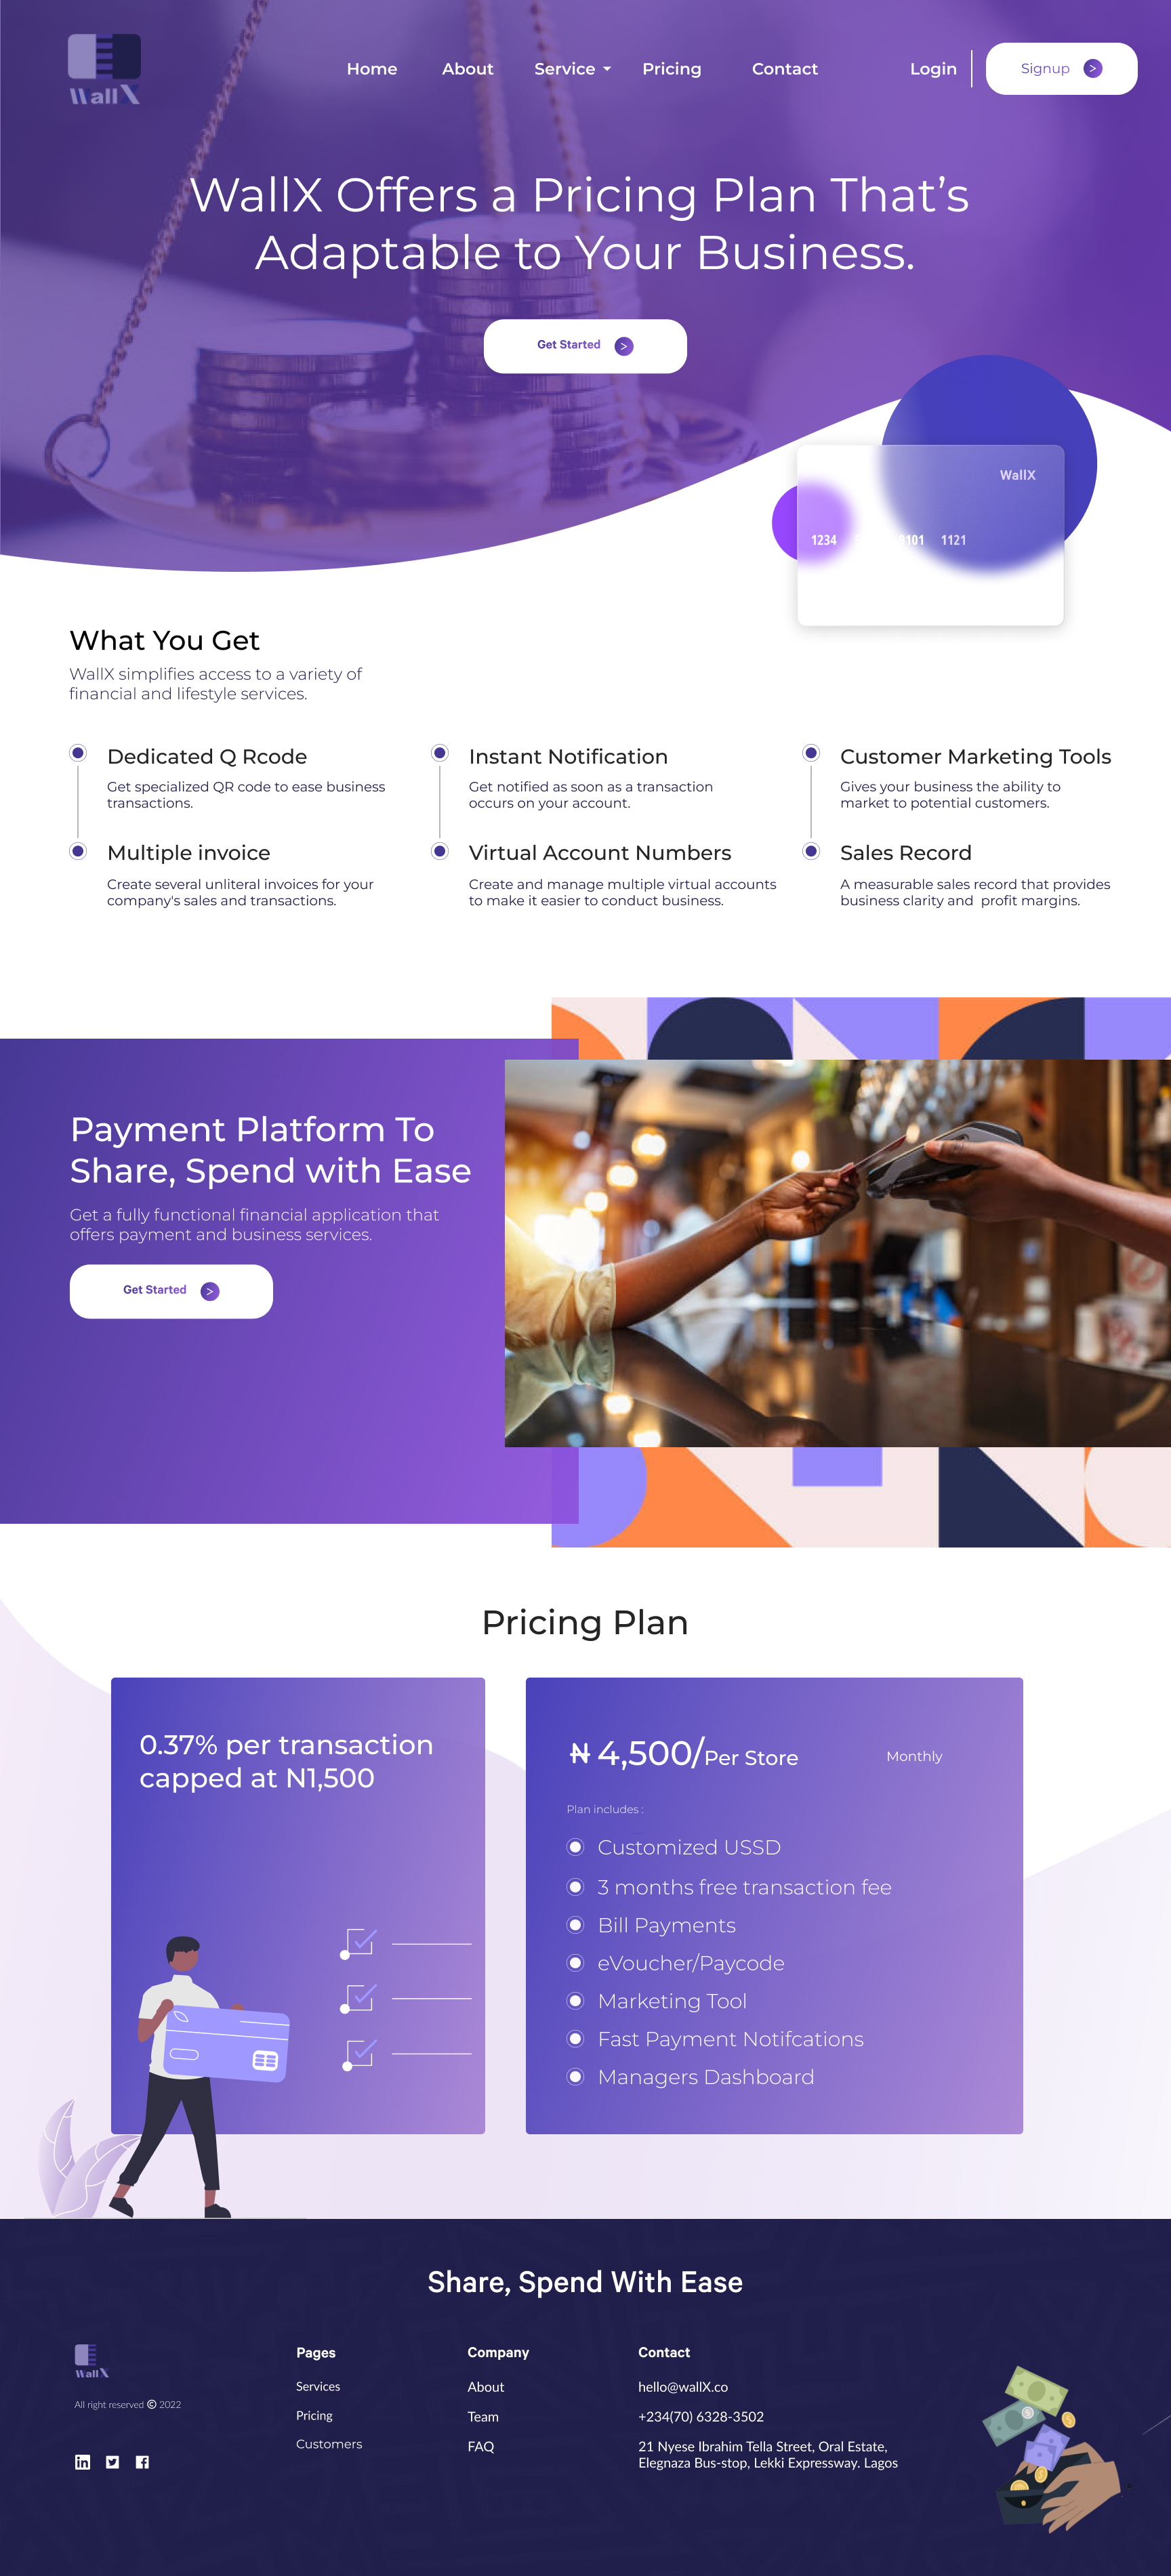 WallX
Home About Service Pricing Contact Login Signup >
WallX Offers a Pricing Plan That’s
Adaptable to Your Business.
Get Started >
WallX
1234 101 1121
What You Get
WallX simplifies access to a variety of
financial and lifestyle services.
Dedicated Q Rcode
Get specialized QR code to ease business
transactions.
Instant Notification
Get notified as soon as a transaction
occurs on your account.
Customer Marketing Tools
Gives your business the ability to
market to potential customers.
Multiple invoice
Create several unliteral invoices for your
company's sales and transactions.
Virtual Account Numbers
Create and manage multiple virtual accounts
to make it easier to conduct business.
Sales Record
A measurable sales record that provides
business clarity and profit margins.
Payment Platform To
Share, Spend with Ease
Get a fully functional financial application that
offers payment and business services.
Get Started >
Pricing Plan
0.37% per transaction
capped at N1,500
₦ 4,500/Per Store Monthly
Plan includes :
Customized USSD
3 months free transaction fee
Bill Payments
eVoucher/Paycode
Marketing Tool
Fast Payment Notifcations
Managers Dashboard
Share, Spend With Ease
WallX
All right reserved © 2022
Pages
Services
Pricing
Customers
Company
About
Team
FAQ
Contact
hello@wallX.co
+234(70) 6328-3502
21 Nyese Ibrahim Tella Street, Oral Estate,
Elegnaza Bus-stop, Lekki Expressway. Lagos